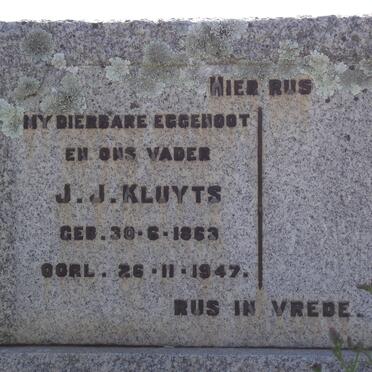 HIER RUS
MY DIERBARE EGGENOOT
EN ONS VADER
J. J. KLUYTS
GEB. 30-6-1863
OORL. 26-11-1947.
RUS IN VREDE.